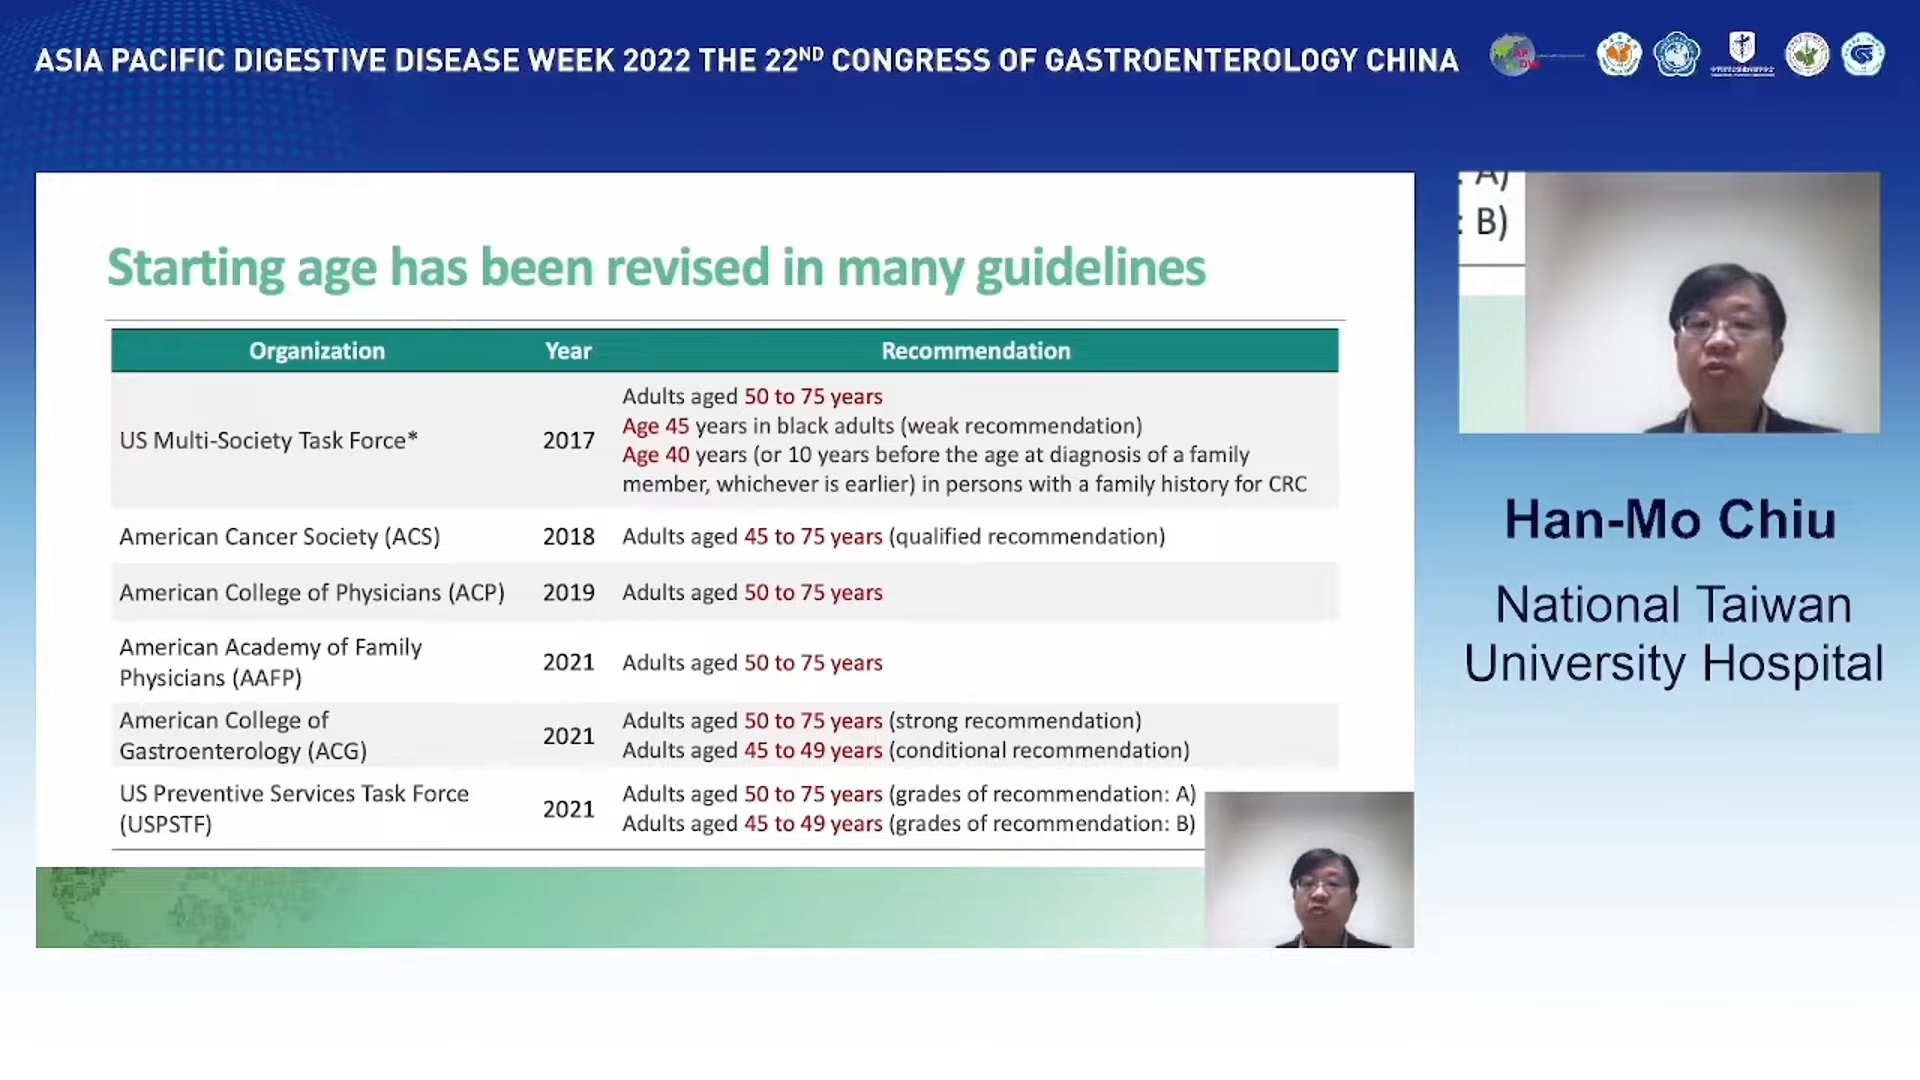 ASIA PACIFIC DIGESTIVE DISEASE WEEK 2022 THE 22ND CONGRESS OF GASTROENTEROLOGY CHINA
Starting age has been revised in many guidelines
Organization Year Recommendation
US Multi-Society Task Force* 2017
Adults aged 50 to 75 years
Age 45 years in black adults (weak recommendation)
Age 40 years (or 10 years before the age at diagnosis of a family
member, whichever is earlier) in persons with a family history for CRC
American Cancer Society (ACS) 2018 Adults aged 45 to 75 years (qualified recommendation)
American College of Physicians (ACP) 2019 Adults aged 50 to 75 years
American Academy of Family
Physicians (AAFP)
2021 Adults aged 50 to 75 years
American College of
Gastroenterology (ACG)
2021
Adults aged 50 to 75 years (strong recommendation)
Adults aged 45 to 49 years (conditional recommendation)
US Preventive Services Task Force
(USPSTF)
2021
Adults aged 50 to 75 years (grades of recommendation: A)
Adults aged 45 to 49 years (grades of recommendation: B)
: A)
: B)
Han-Mo Chiu
National Taiwan
University Hospital